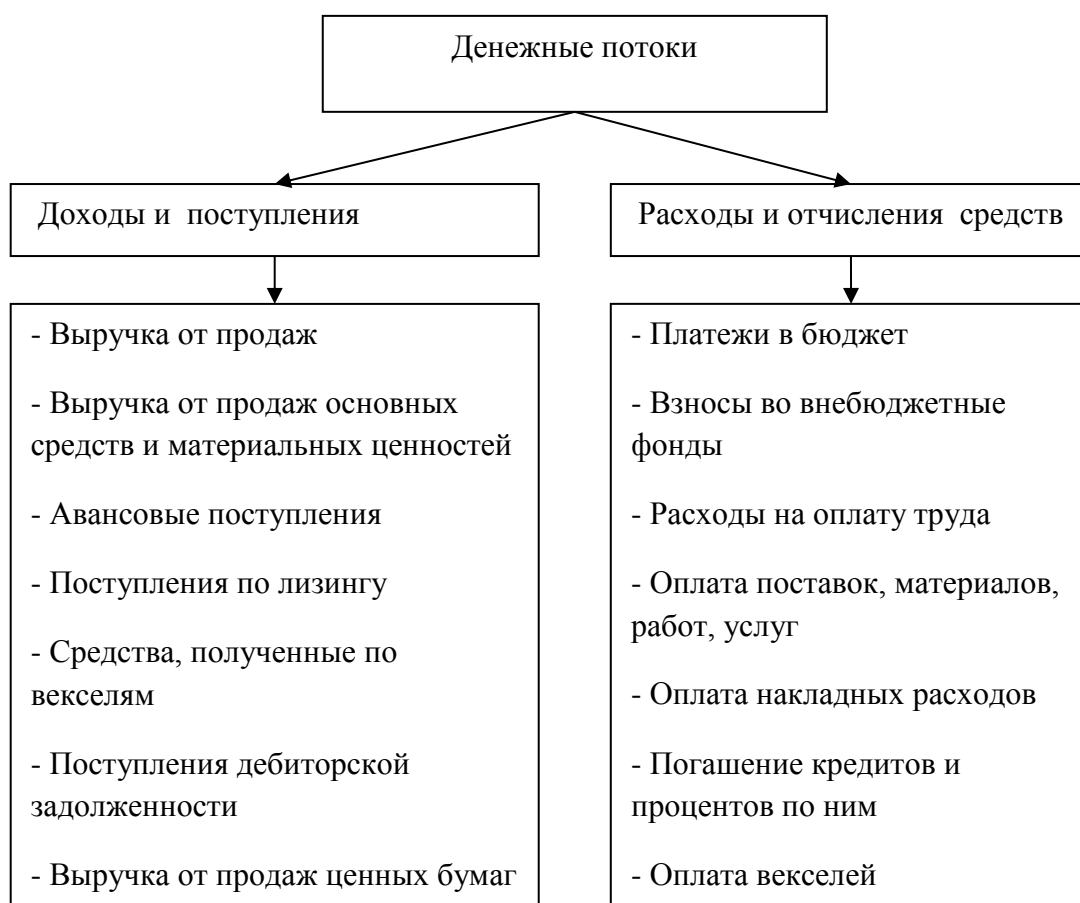 Денежные потоки
Доходы и поступления
Расходы и отчисления средств
- Выручка от продаж
- Выручка от продаж основных
средств и материальных ценностей
- Авансовые поступления
- Поступления по лизингу
- Средства, полученные по
векселям
- Поступления дебиторской
задолженности
- Выручка от продаж ценных бумаг
- Платежи в бюджет
- Взносы во внебюджетные
фонды
- Расходы на оплату труда
- Оплата поставок, материалов,
работ, услуг
- Оплата накладных расходов
- Погашение кредитов и
процентов по ним
- Оплата векселей